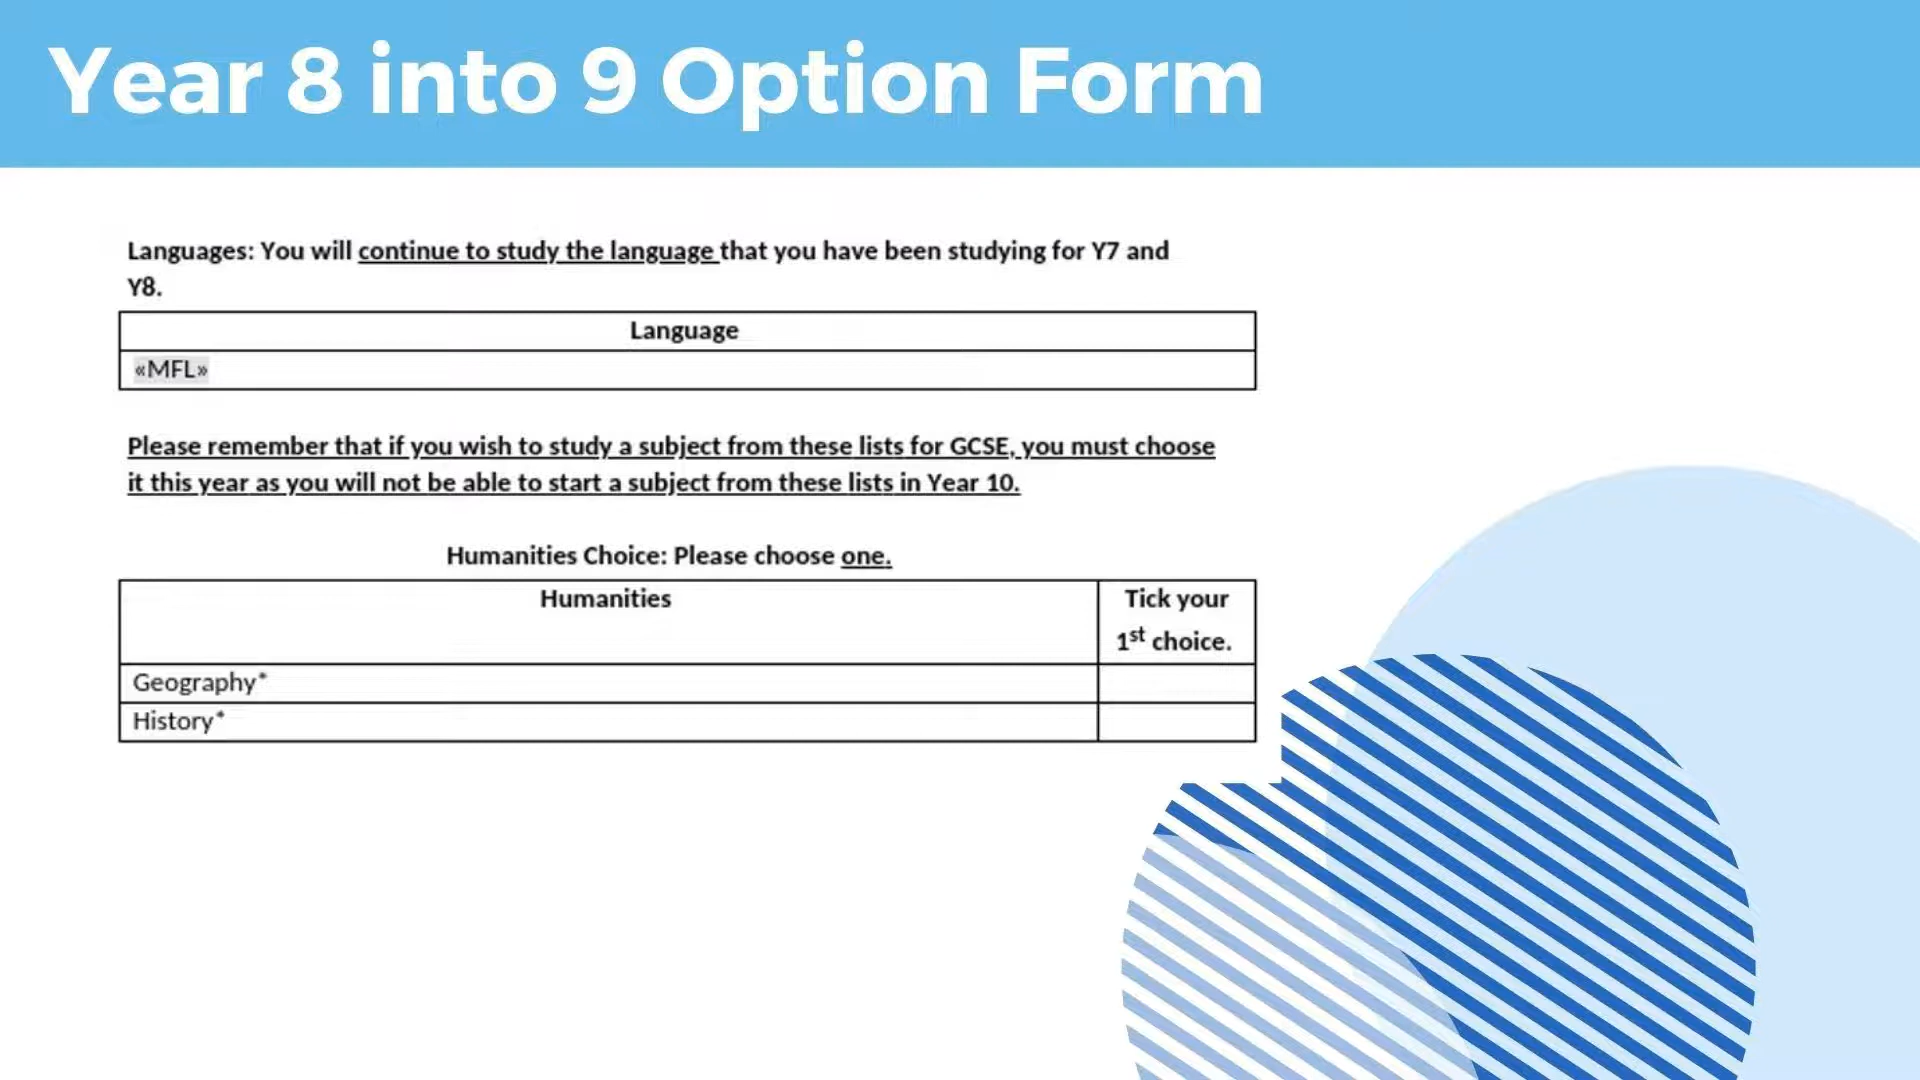 Year 8 into 9 Option Form
Languages: You will continue to study the language that you have been studying for Y7 and
Y8.
Language
«MFL»
Please remember that if you wish to study a subject from these lists for GCSE, you must choose
it this year as you will not be able to start a subject from these lists in Year 10.
Humanities Choice: Please choose one.
Humanities
Tick your
1st choice.
Geography*
History*